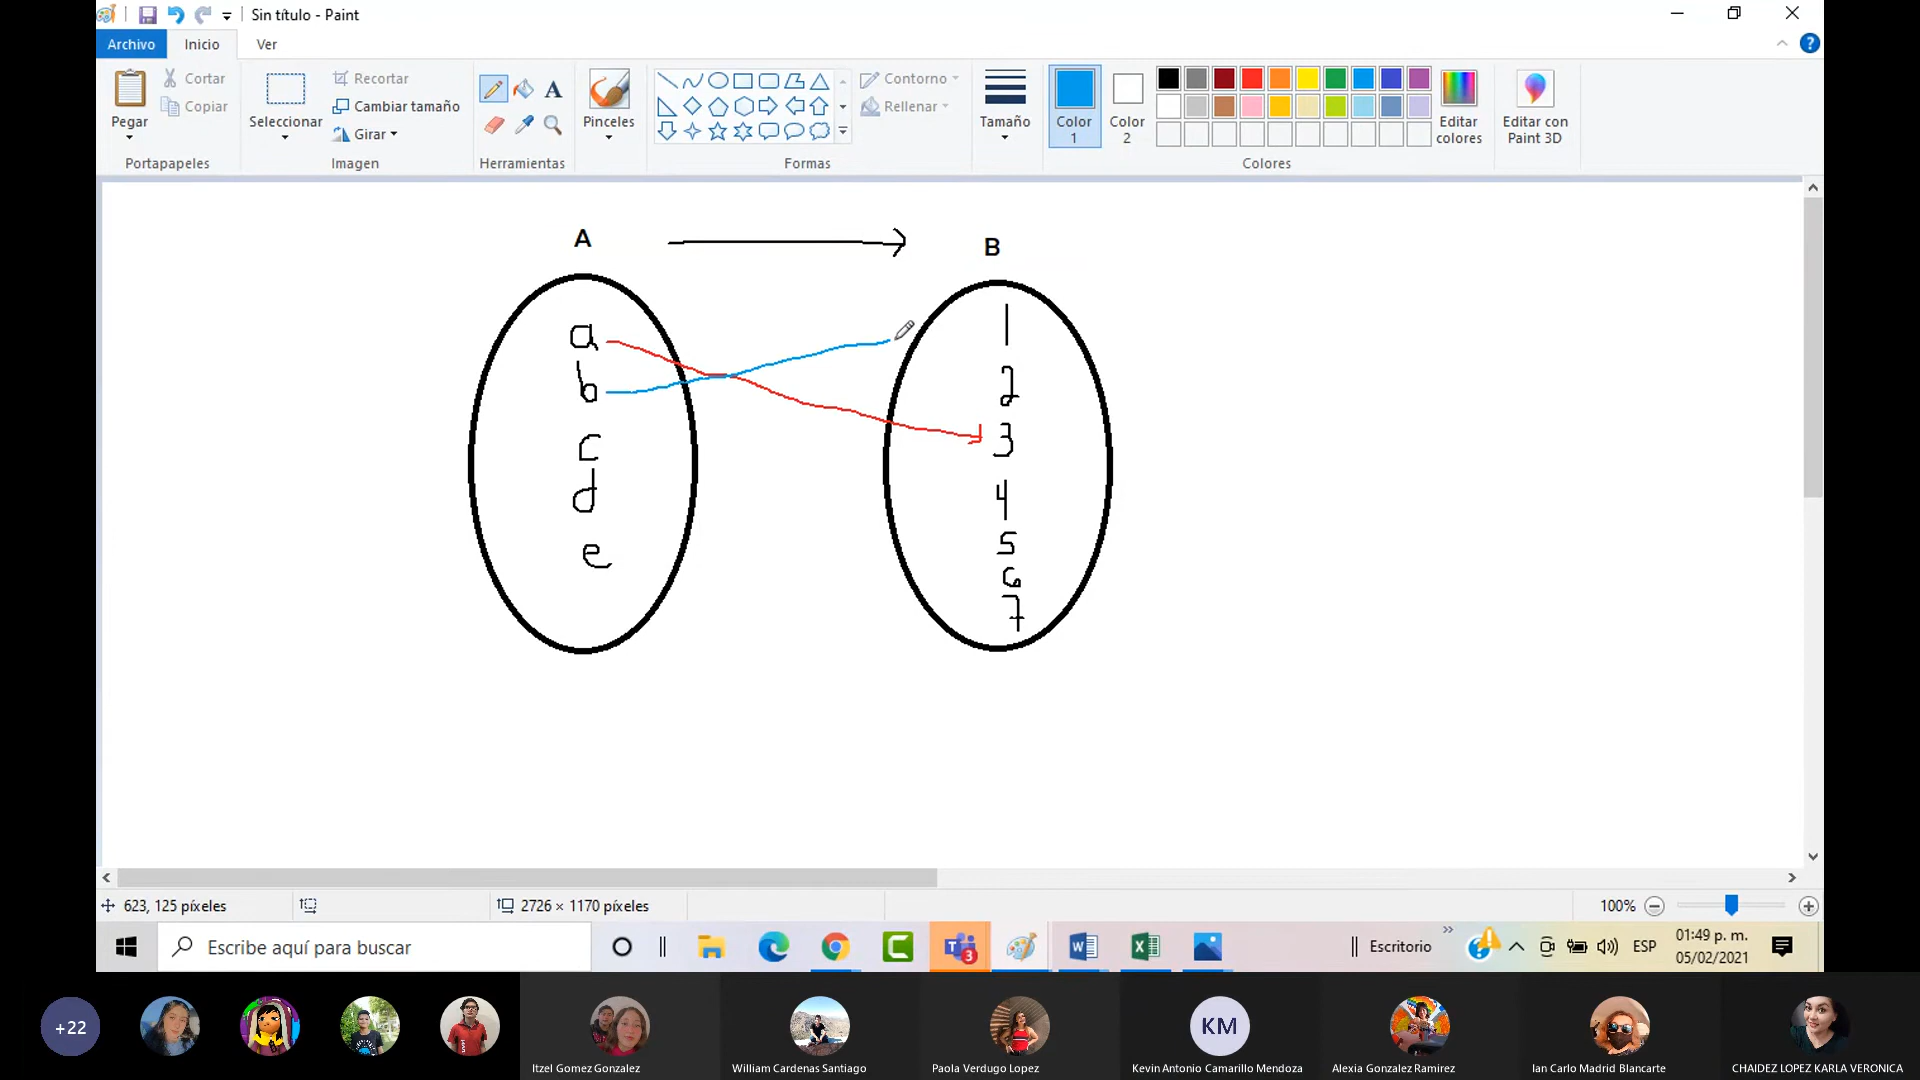 Sin título - Paint
Archivo Inicio Ver
Pegar
Cortar
Copiar
Portapapeles
Seleccionar
Recortar
Cambiar tamaño
Girar
Imagen
A
Herramientas
Pinceles
Formas
Contorno
Rellenar
Tamaño
Color 1
Color 2
Colores
Editar colores
Editar con Paint 3D
A
B
a
b
c
d
e
1
2
3
4
5
6
7
623, 125 píxeles
2726 × 1170 píxeles
100%
Escribe aquí para buscar
3
Escritorio
ESP
01:49 p. m.
05/02/2021
+22
KM
Itzel Gomez Gonzalez
William Cardenas Santiago
Paola Verdugo Lopez
Kevin Antonio Camarillo Mendoza
Alexia Gonzalez Ramirez
Ian Carlo Madrid Blancarte
CHAIDEZ LOPEZ KARLA VERONICA